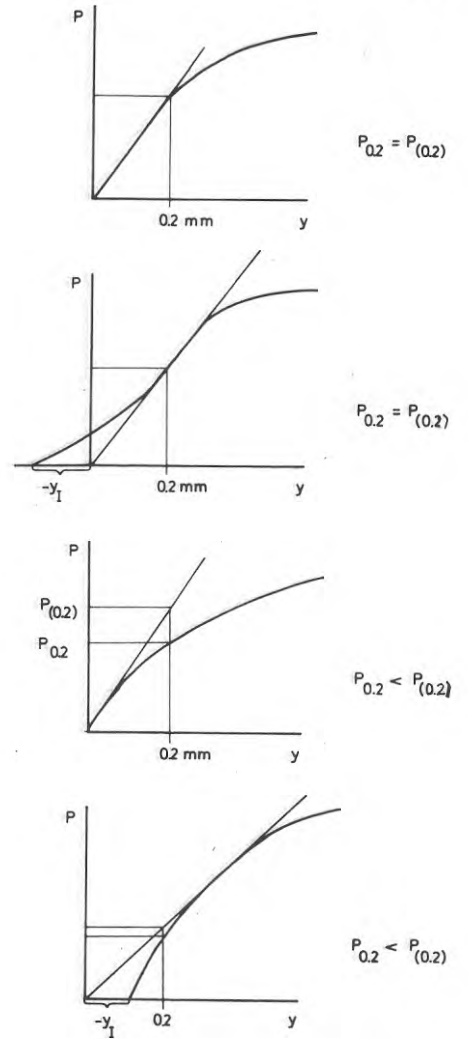 P
P0.2 = P(0.2)
0.2 mm y
P
P0.2 = P(0.2)
-yI 0.2 mm y
P
P(0.2)
P0.2
P0.2 < P(0.2)
0.2 mm y
P
P0.2 < P(0.2)
-yI 0.2 y